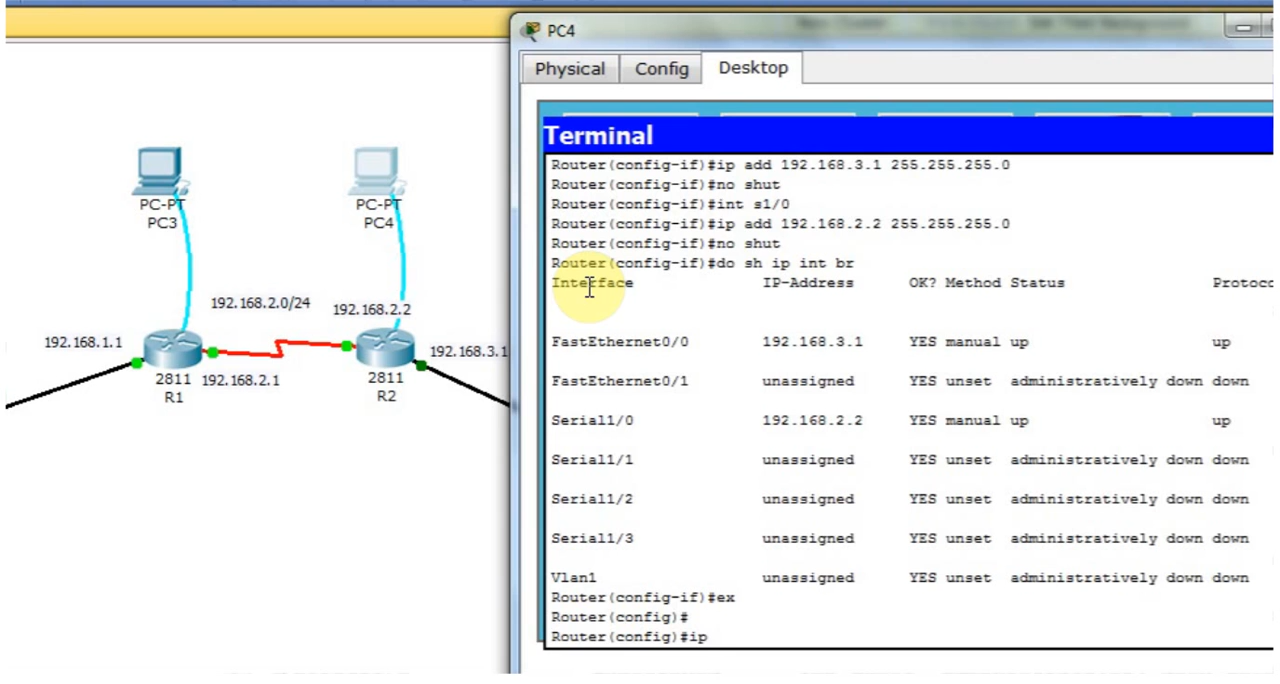 PC4
Physical
Config
Desktop
Terminal
Router(config-if)#ip add 192.168.3.1 255.255.255.0
Router(config-if)#no shut
Router(config-if)#int s1/0
Router(config-if)#ip add 192.168.2.2 255.255.255.0
Router(config-if)#no shut
Router(config-if)#do sh ip int br
Interface IP-Address OK? Method Status Protoco
FastEthernet0/0 192.168.3.1 YES manual up up
FastEthernet0/1 unassigned YES unset administratively down down
Serial1/0 192.168.2.2 YES manual up up
Serial1/1 unassigned YES unset administratively down down
Serial1/2 unassigned YES unset administratively down down
Serial1/3 unassigned YES unset administratively down down
Vlan1 unassigned YES unset administratively down down
Router(config-if)#ex
Router(config)#
Router(config)#ip
PC-PT
PC3
PC-PT
PC4
192.168.2.0/24
192.168.2.2
192.168.1.1
192.168.3.1
2811
R1
192.168.2.1
2811
R2